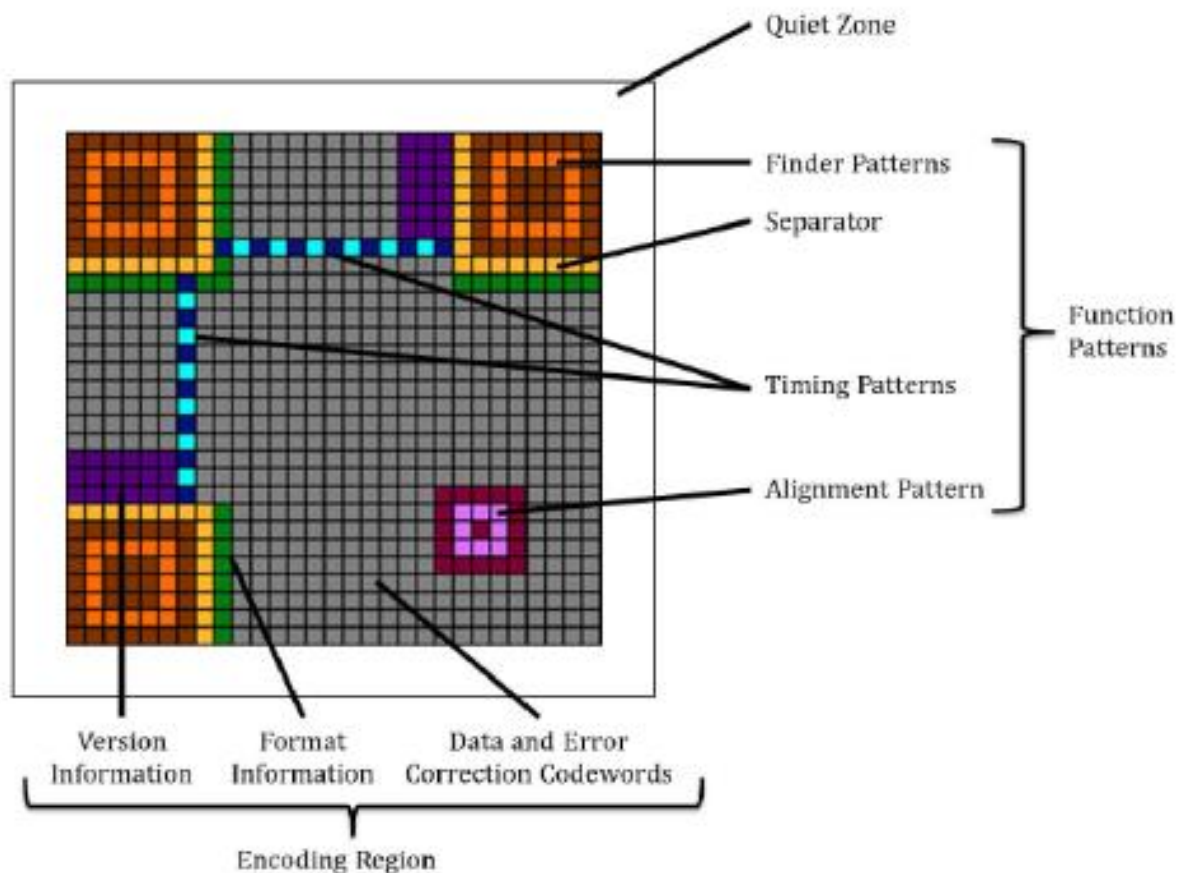 Quiet Zone
Finder Patterns
Separator
Function
Patterns
Timing Patterns
Alignment Pattern
Version
Information
Format
Information
Data and Error
Correction Codewords
Encoding Region